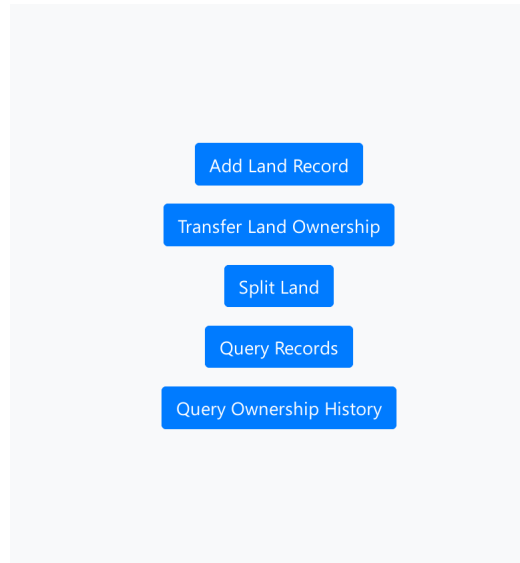 Add Land Record
Transfer Land Ownership
Split Land
Query Records
Query Ownership History